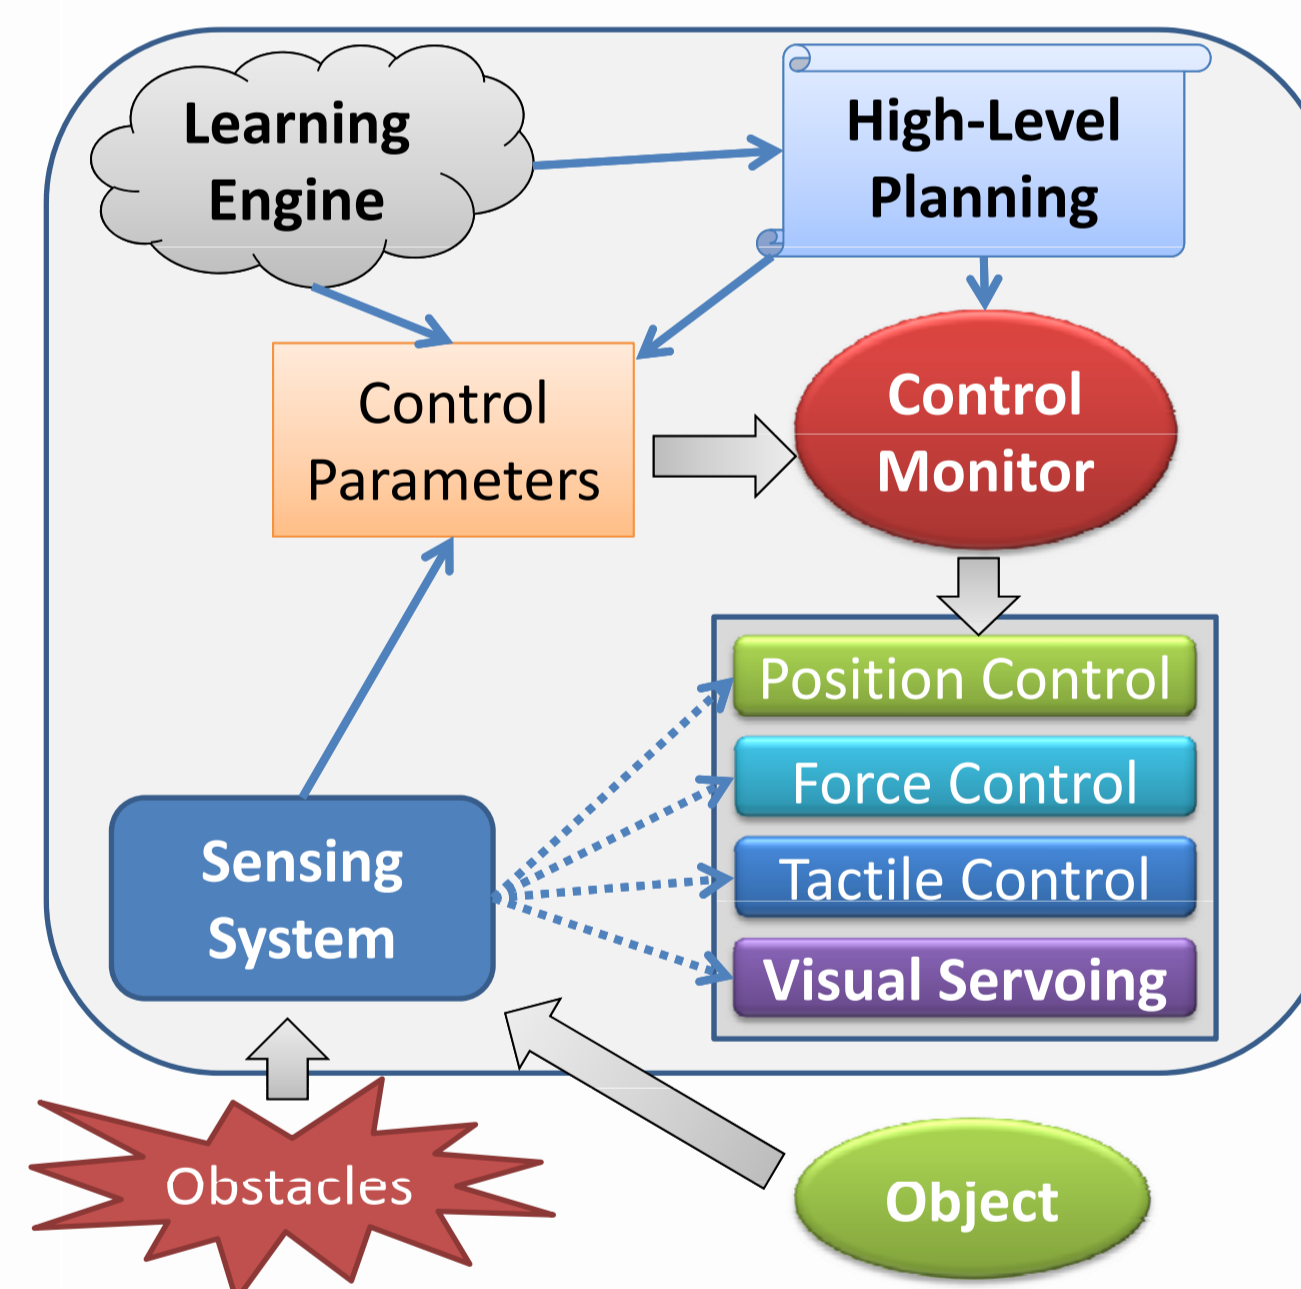 Learning
Engine
High-Level
Planning
Control
Parameters
Control
Monitor
Position Control
Force Control
Tactile Control
Visual Servoing
Sensing
System
Obstacles
Object